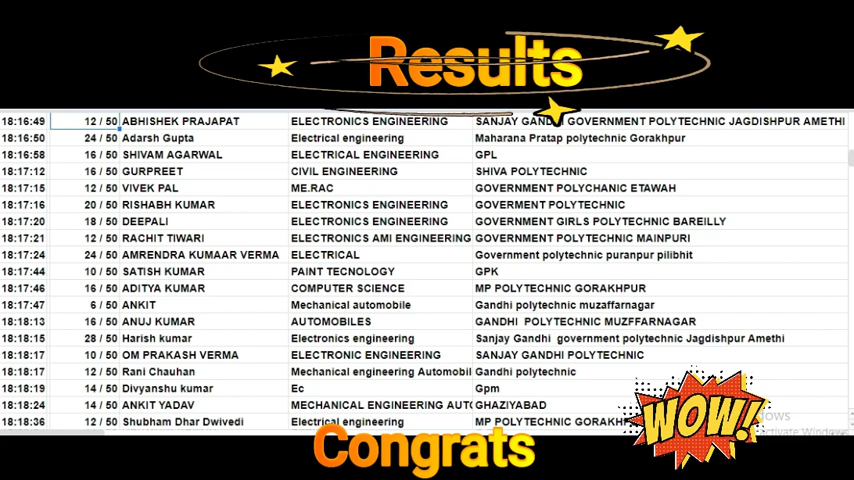 Results
18:16:49 12 / 50 ABHISHEK PRAJAPAT ELECTRONICS ENGINEERING SANJAY GANDHI GOVERNMENT POLYTECHNIC JAGDISHPUR AMETHI
18:16:50 24 / 50 Adarsh Gupta Electrical engineering Maharana Pratap polytechnic Gorakhpur
18:16:58 16 / 50 SHIVAM AGARWAL ELECTRICAL ENGINEERING GPL
18:17:12 16 / 50 GURPREET CIVIL ENGINEERING SHIVA POLYTECHNIC
18:17:15 12 / 50 VIVEK PAL ME.RAC GOVERNMENT POLYCHANIC ETAWAH
18:17:16 20 / 50 RISHABH KUMAR ELECTRONICS ENGINEERING GOVERMENT POLYTECHNIC
18:17:20 18 / 50 DEEPALI ELECTRONICS ENGINEERING GOVERNMENT GIRLS POLYTECHNIC BAREILLY
18:17:21 12 / 50 RACHIT TIWARI ELECTRONICS AMI ENGINEERING GOVERNMENT POLYTECHNIC MAINPURI
18:17:24 24 / 50 AMRENDRA KUMAAR VERMA ELECTRICAL Government polytechnic puranpur pilibhit
18:17:44 10 / 50 SATISH KUMAR PAINT TECNOLOGY GPK
18:17:46 16 / 50 ADITYA KUMAR COMPUTER SCIENCE MP POLYTECHNIC GORAKHPUR
18:17:47 6 / 50 ANKIT Mechanical automobile Gandhi polytechnic muzaffarnagar
18:18:13 16 / 50 ANUJ KUMAR AUTOMOBILES GANDHI POLYTECHNIC MUZFFARNAGAR
18:18:15 28 / 50 Harish kumar Electronics engineering Sanjay Gandhi government polytechnic Jagdishpur Amethi
18:18:17 10 / 50 OM PRAKASH VERMA ELECTRONIC ENGINEERING SANJAY GANDHI POLYTECHNIC
18:18:17 12 / 50 Rani Chauhan Mechanical engineering Automobil Gandhi polytechnic
18:18:19 14 / 50 Divyanshu kumar Ec Gpm
18:18:24 14 / 50 ANKIT YADAV MECHANICAL ENGINEERING AUTO GHAZIYABAD
18:18:36 12 / 50 Shubham Dhar Dwivedi Electrical engineering MP POLYTECHNIC
WOW!
Congrats